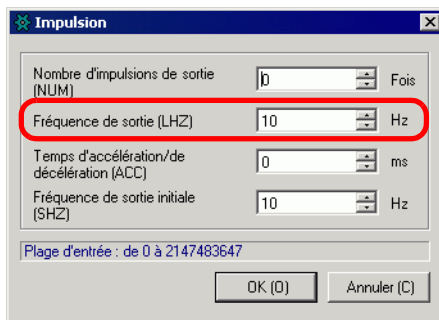 Impulsion
Nombre d'impulsions de sortie
(NUM)
0
Fois
Fréquence de sortie (LHZ)
10
Hz
Temps d'accélération/de
décélération (ACC)
0
ms
Fréquence de sortie initiale
(SHZ)
10
Hz
Plage d'entrée : de 0 à 2147483647
OK (O)
Annuler (C)